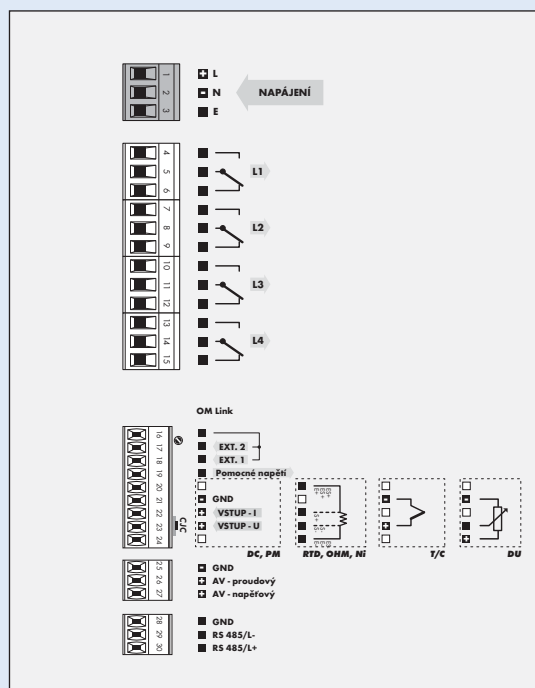 1 L
2 N NAPÁJENÍ
3 E
4
5 L1
6
7
8 L2
9
10
11 L3
12
13
14 L4
15
OM Link
16
17 EXT. 2
18 EXT. 1
19 Pomocné napětí
20
21 GND
22 VSTUP - I
23 VSTUP - U
24
CJC
DC, PM
RTD, OHM, Ni
T/C
DU
25 GND
26 AV - proudový
27 AV - napěťový
28 GND
29 RS 485/L-
30 RS 485/L+